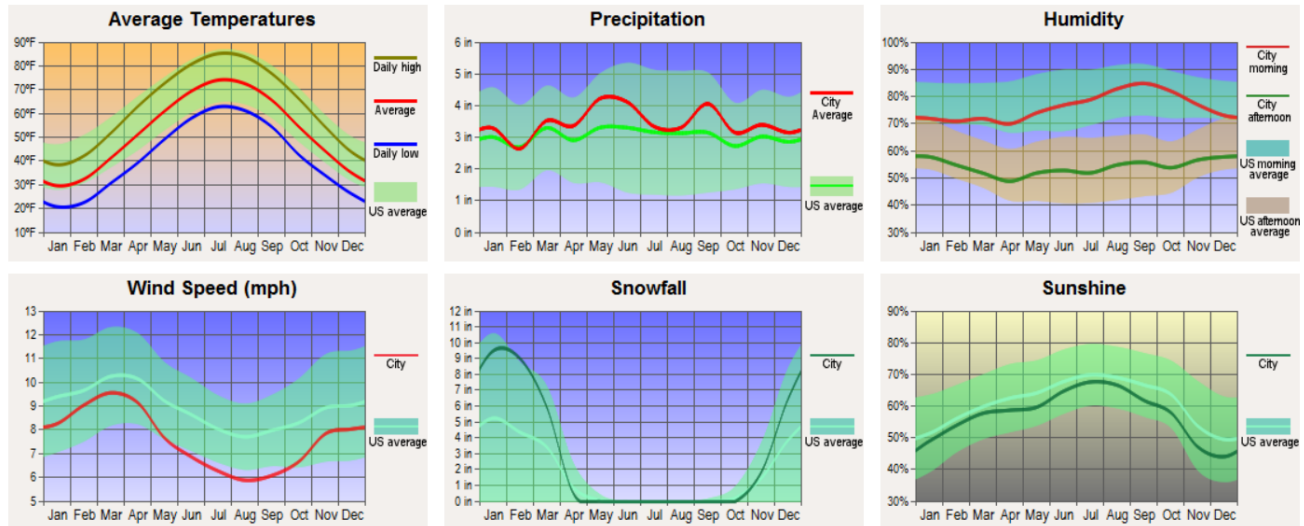 Average Temperatures
90°F
80°F
70°F
60°F
50°F
40°F
30°F
20°F
10°F
Jan Feb Mar Apr May Jun Jul Aug Sep Oct Nov Dec
Daily high
Average
Daily low
US average
Precipitation
6 in
5 in
4 in
3 in
2 in
1 in
0 in
Jan Feb Mar Apr May Jun Jul Aug Sep Oct Nov Dec
City
Average
US average
Humidity
100%
90%
80%
70%
60%
50%
40%
30%
Jan Feb Mar Apr May Jun Jul Aug Sep Oct Nov Dec
City
morning
City
afternoon
US morning
average
US afternoon
average
Wind Speed (mph)
13
12
11
10
9
8
7
6
5
Jan Feb Mar Apr May Jun Jul Aug Sep Oct Nov Dec
City
US average
Snowfall
12 in
11 in
10 in
9 in
8 in
7 in
6 in
5 in
4 in
3 in
2 in
1 in
0 in
Jan Feb Mar Apr May Jun Jul Aug Sep Oct Nov Dec
City
US average
Sunshine
90%
80%
70%
60%
50%
40%
30%
Jan Feb Mar Apr May Jun Jul Aug Sep Oct Nov Dec
City
US average